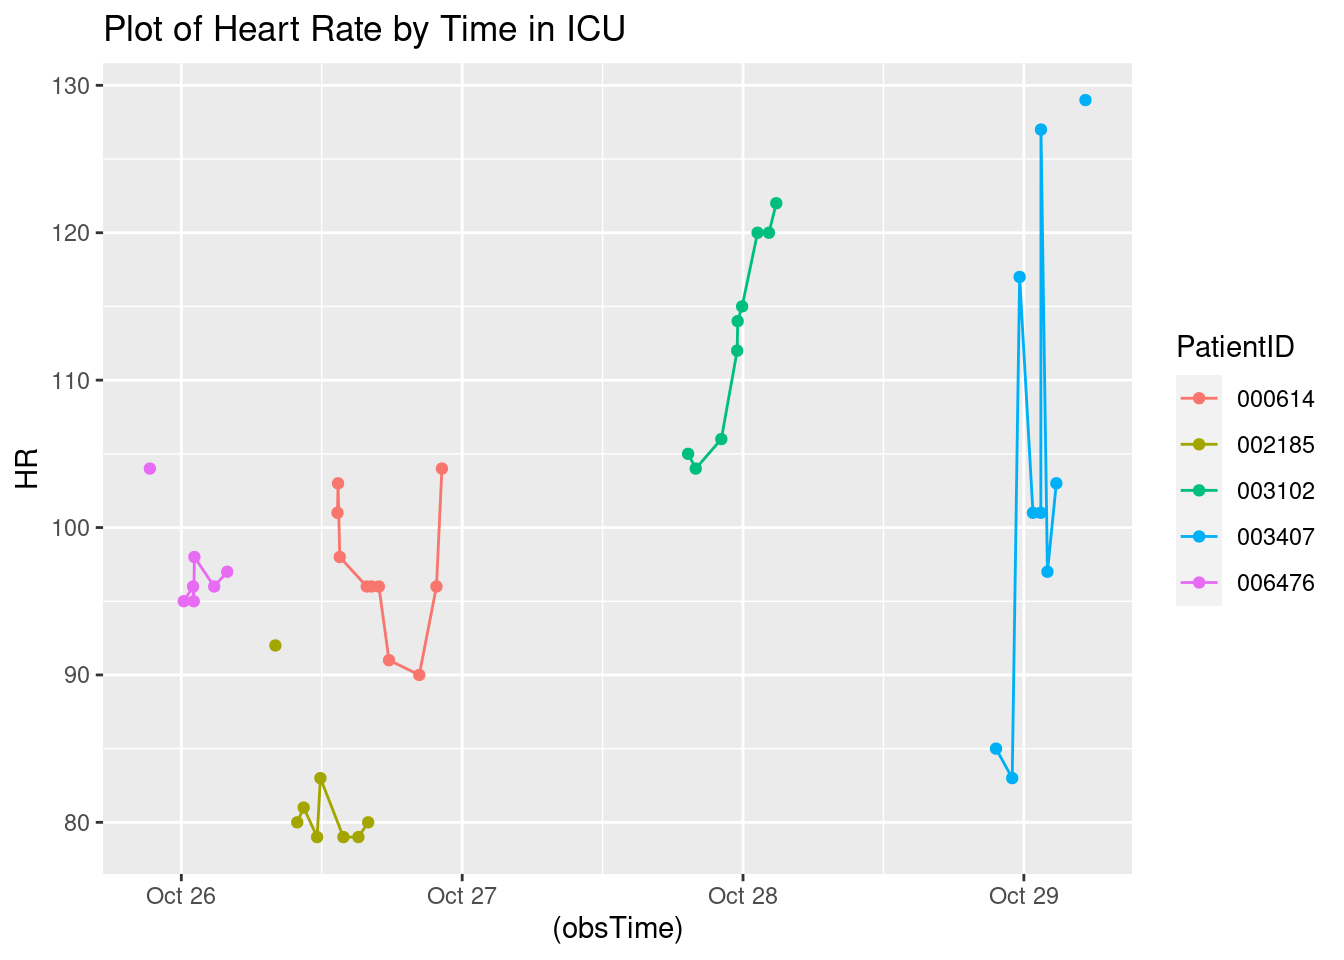 Plot of Heart Rate by Time in ICU
130
120
110
100
90
80
HR
Oct 26
Oct 27
Oct 28
Oct 29
(obsTime)
PatientID
000614
002185
003102
003407
006476